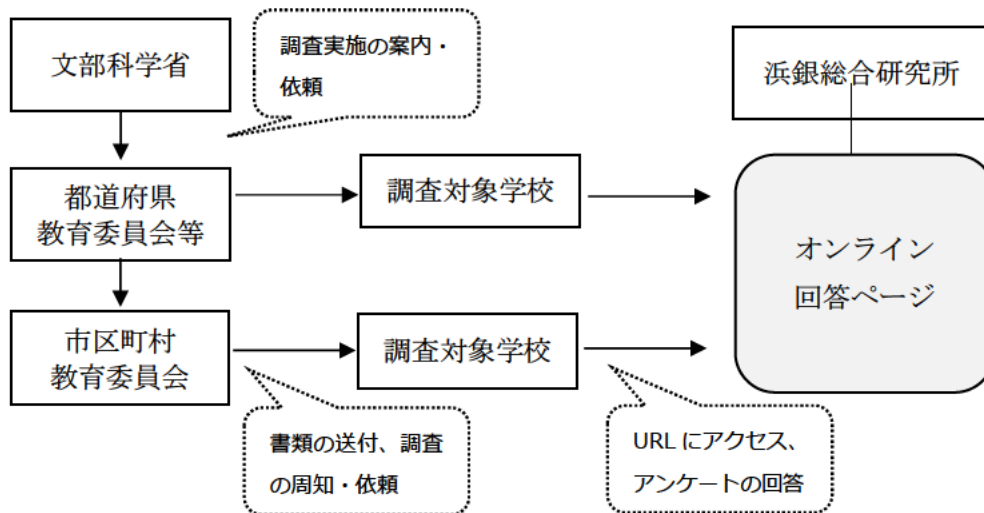 文部科学省
調査実施の案内・
依頼
浜銀総合研究所
都道府県
教育委員会等
調査対象学校
オンライン
回答ページ
市区町村
教育委員会
調査対象学校
書類の送付、調査
の周知・依頼
URL にアクセス、
アンケートの回答